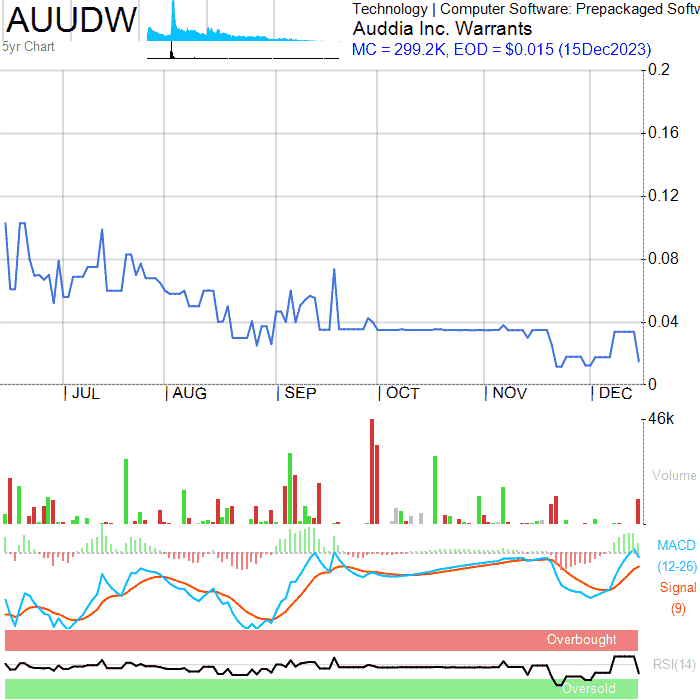 AUUDW
5yr Chart
Technology | Computer Software: Prepackaged Softw
Auddia Inc. Warrants
MC = 299.2K, EOD = $0.015 (15Dec2023)
0.2
0.16
0.12
0.08
0.04
0
| JUL | AUG | SEP | OCT | NOV | DEC
46k
Volume
MACD
(12-26)
Signal
(9)
Overbought
RSI(14)
Oversold